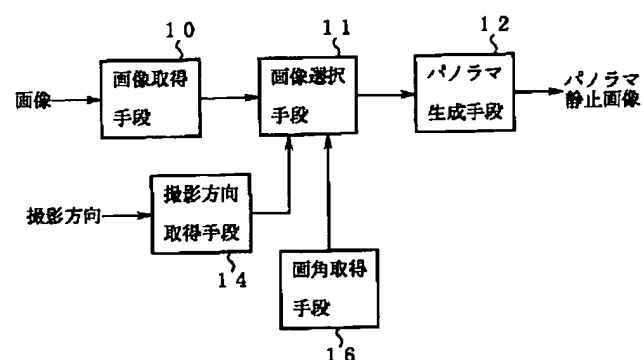 10
11
12
画像
画像取得
手段
画像選択
手段
パノラマ
生成手段
パノラマ
静止画像
撮影方向
撮影方向
取得手段
画角取得
手段
14
16